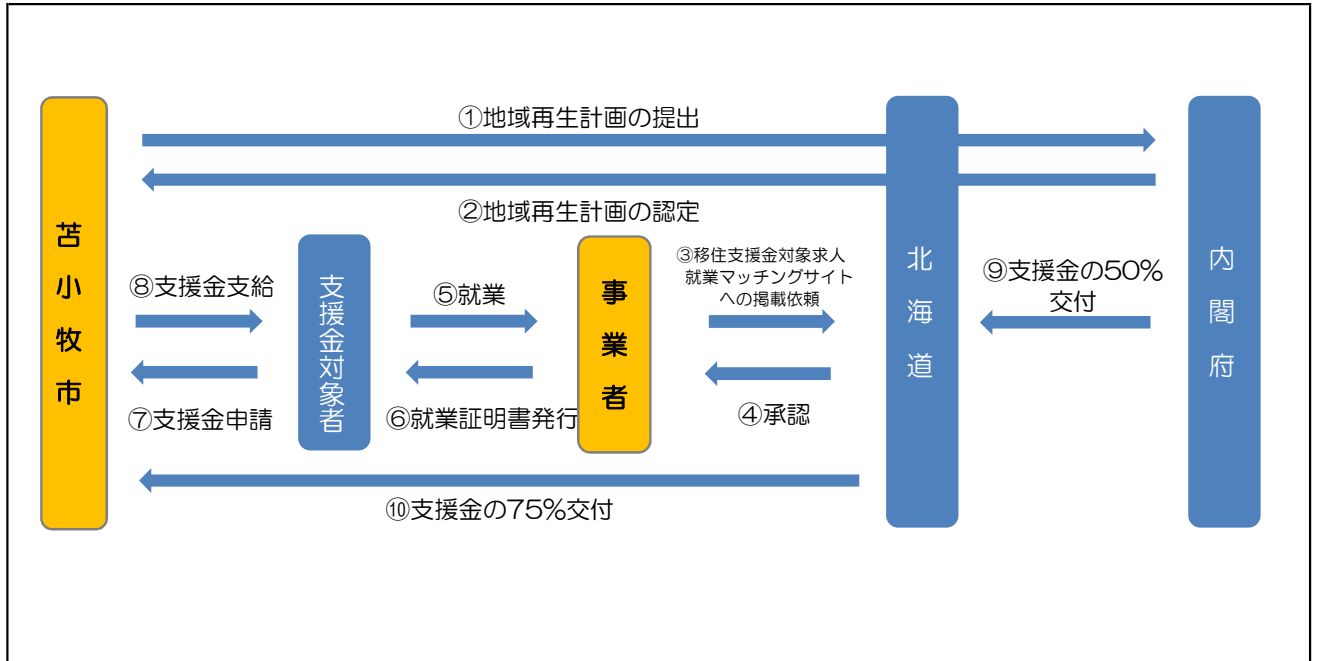 ①地域再生計画の提出
②地域再生計画の認定
苫小牧市
⑧支援金支給
⑦支援金申請
支援金対象者
⑤就業
⑥就業証明書発行
事業者
③移住支援金対象求人
就業マッチングサイト
への掲載依頼
④承認
北海道
⑨支援金の50%
交付
内閣府
⑩支援金の75%交付